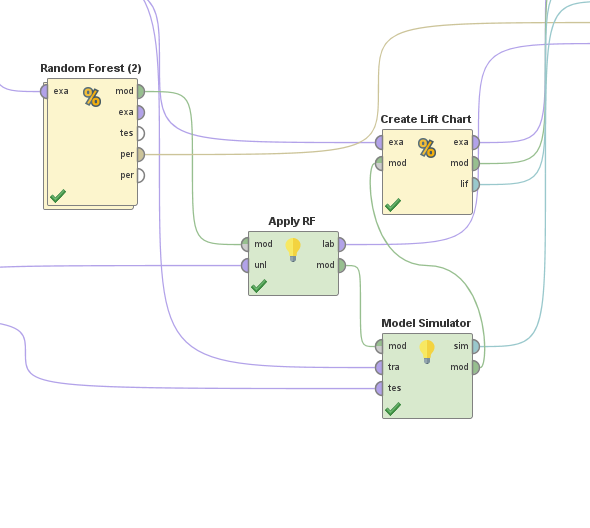 Random Forest (2)
exa mod
exa
tes
per
per
Create Lift Chart
exa exa
mod mod
lif
Apply RF
mod lab
unl mod
Model Simulator
mod sim
tra mod
tes